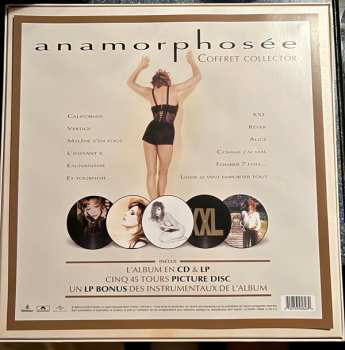 anamorphosée
COFFRET COLLECTOR
CALIFORNIA
VERTIGE
MYLÈNE S'EN FOUT
L'INSTANT X
EAUNANISME
ET TOURNOIE...
XXL
RÊVER
ALICE
COMME J'AI MAL
TOMBER 7 FOIS...
LAISSE LE VENT EMPORTER TOUT
XXL
INCLUS
L'ALBUM EN CD & LP
CINQ 45 TOURS PICTURE DISC
UN LP BONUS DES INSTRUMENTAUX DE L'ALBUM